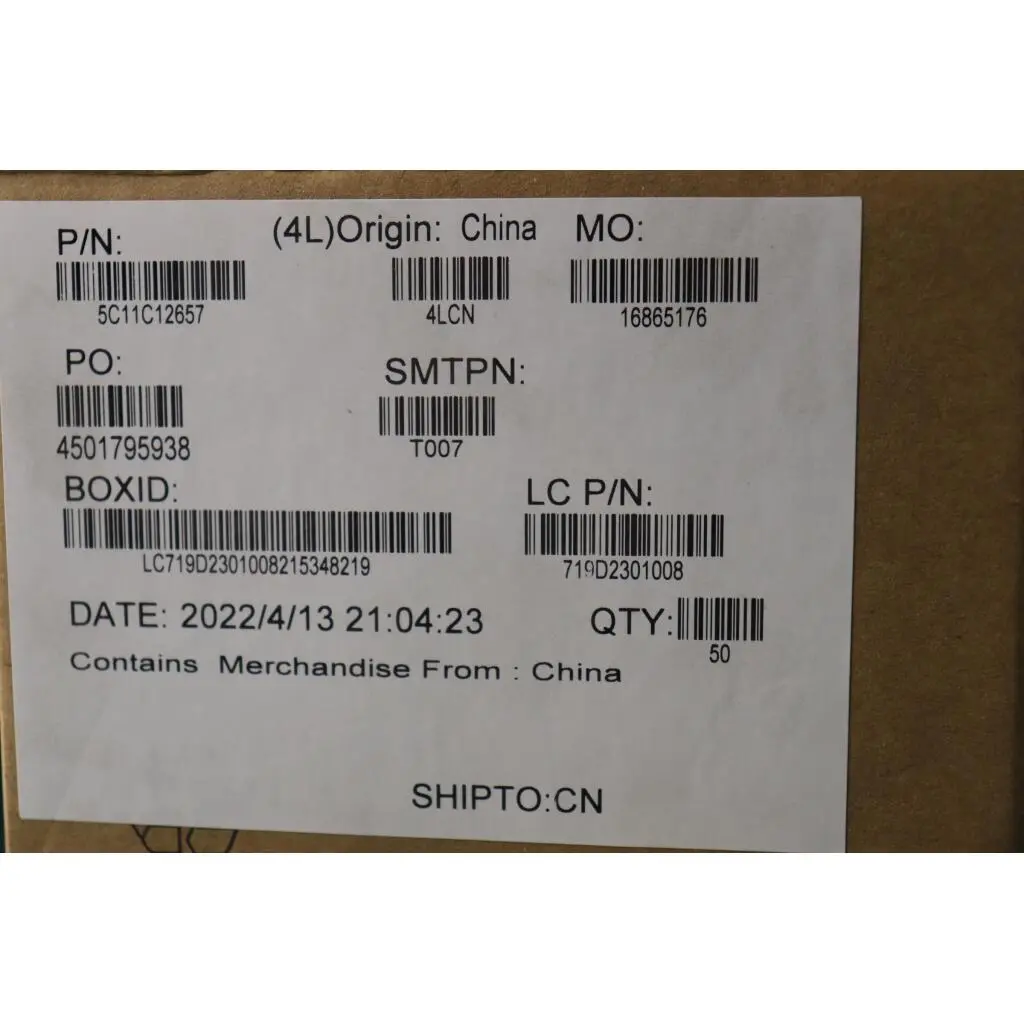 P/N: (4L)Origin: China MO:
5C11C12657 4LCN 16865176
PO: SMTPN:
4501795938 T007
BOXID: LC P/N:
LC719D2301008215348219 719D2301008
DATE: 2022/4/13 21:04:23 QTY:
50
Contains Merchandise From : China
SHIPTO:CN